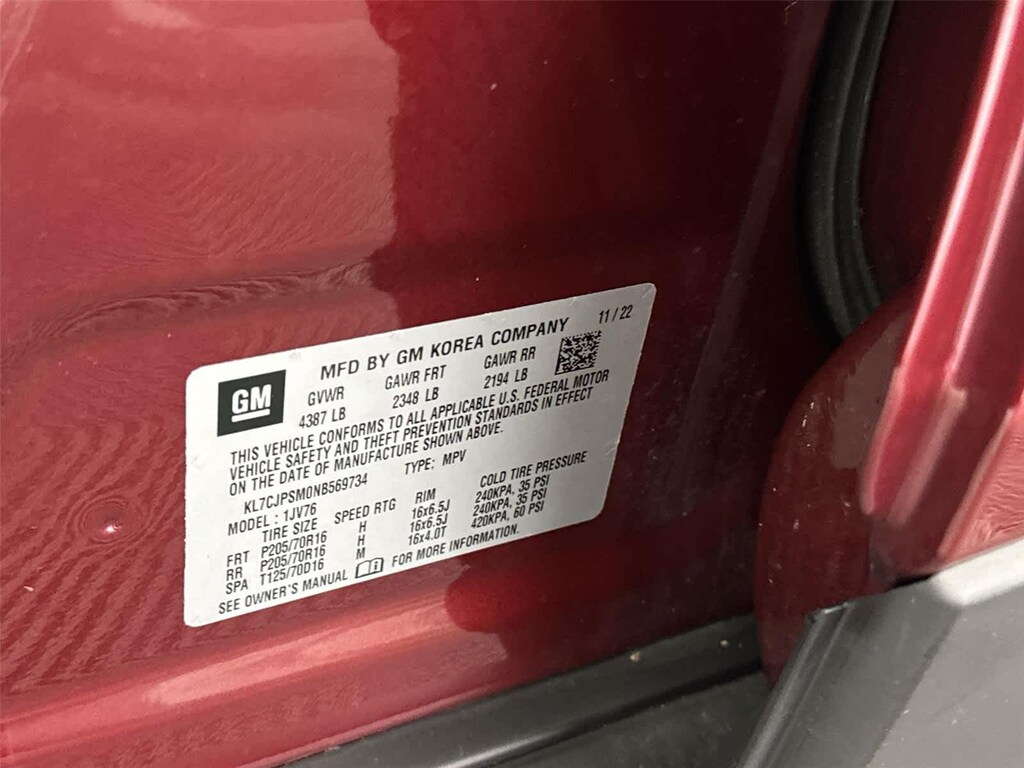 GM
MFD BY GM KOREA COMPANY 11 / 22
GVWR GAWR FRT GAWR RR
4387 LB 2348 LB 2194 LB
THIS VEHICLE CONFORMS TO ALL APPLICABLE U.S. FEDERAL MOTOR
VEHICLE SAFETY AND THEFT PREVENTION STANDARDS IN EFFECT
ON THE DATE OF MANUFACTURE SHOWN ABOVE.
KL7CJPSM0NB569734 TYPE: MPV
MODEL : 1JV76
TIRE SIZE SPEED RTG RIM COLD TIRE PRESSURE
FRT P205/70R16 H 16x6.5J 240KPA, 35 PSI
RR P205/70R16 H 16x6.5J 240KPA, 35 PSI
SPA T125/70D16 M 16x4.0T 420KPA, 60 PSI
SEE OWNER'S MANUAL FOR MORE INFORMATION.